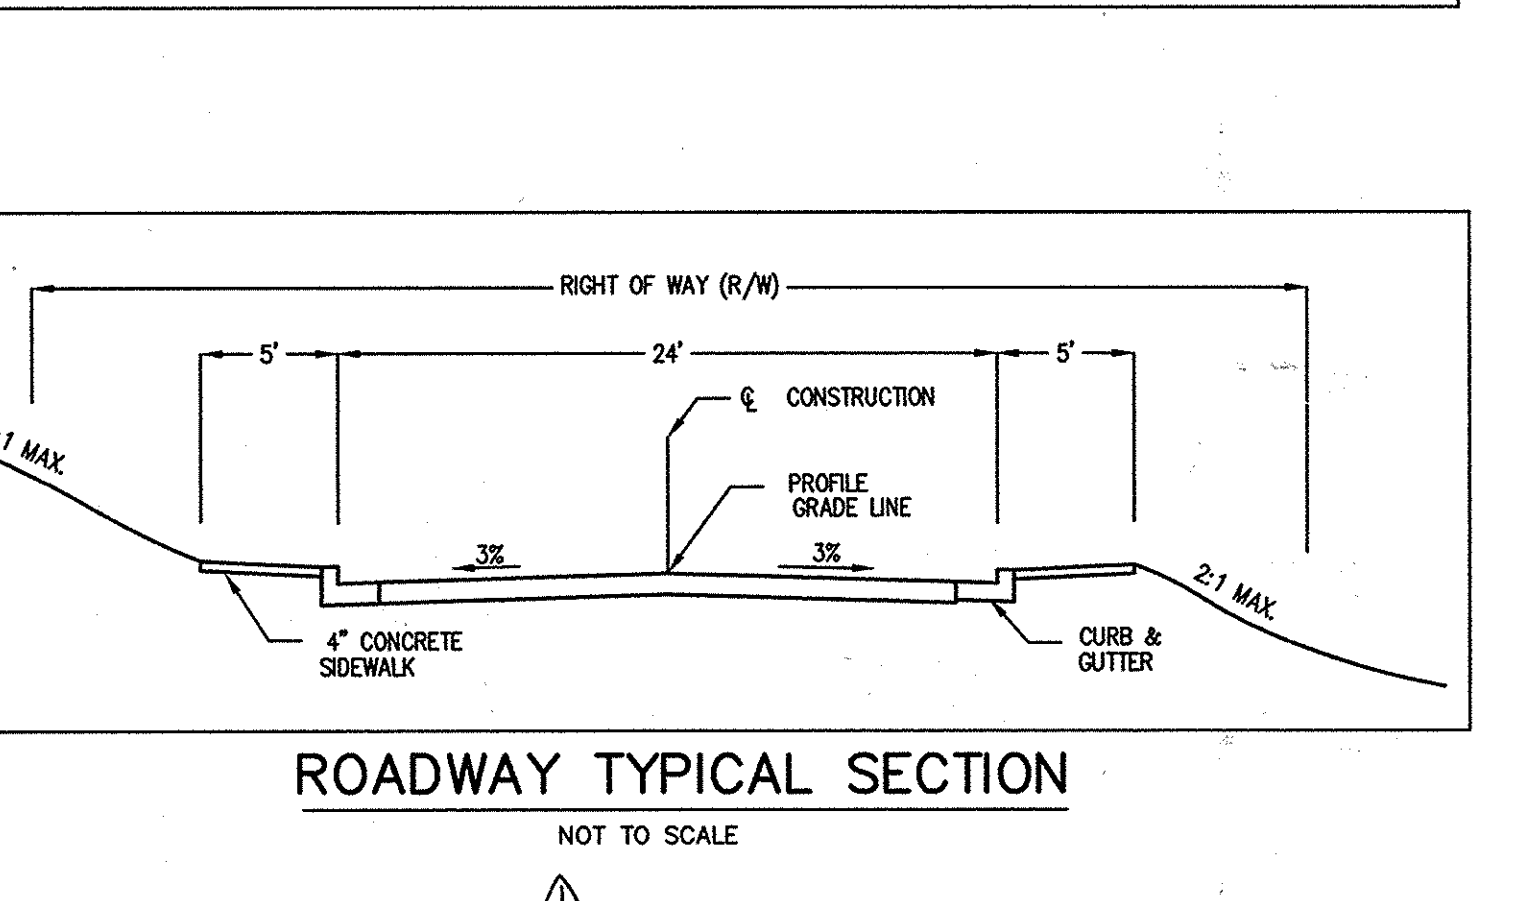 RIGHT OF WAY (R/W)
5' 24' 5'
℄ CONSTRUCTION
:1 MAX.
PROFILE
GRADE LINE
3% 3%
2:1 MAX.
4" CONCRETE
SIDEWALK
CURB &
GUTTER
ROADWAY TYPICAL SECTION
NOT TO SCALE